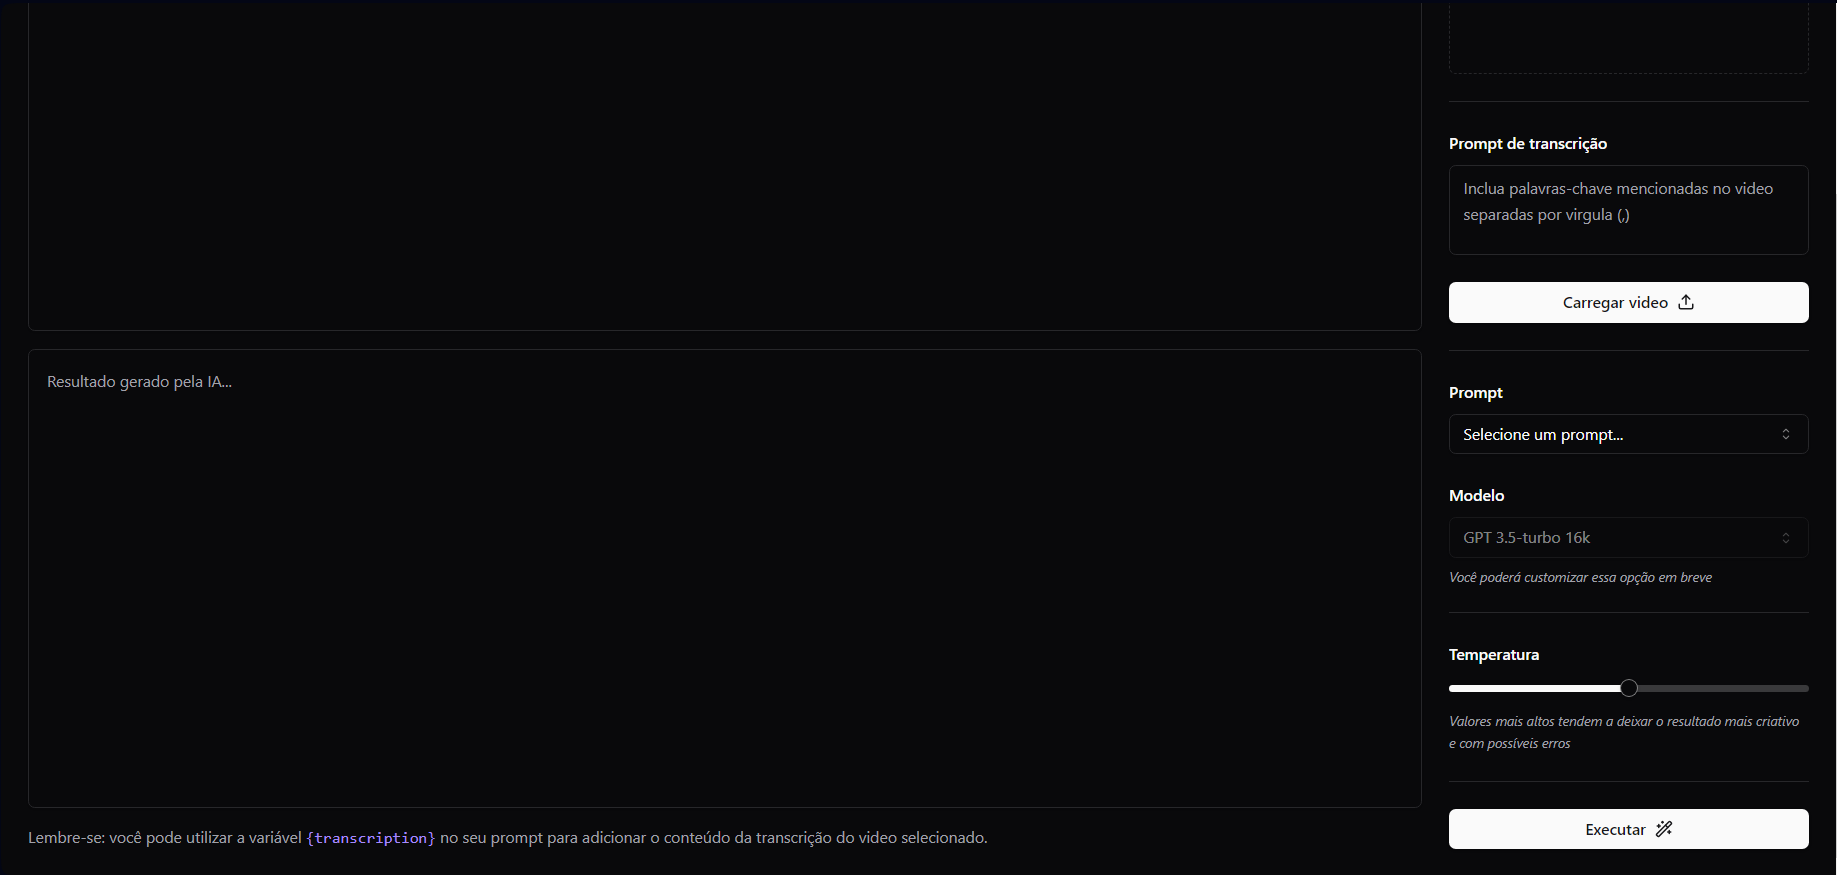 Resultado gerado pela IA...
Lembre-se: você pode utilizar a variável {transcription} no seu prompt para adicionar o conteúdo da transcrição do video selecionado.
Prompt de transcrição
Inclua palavras-chave mencionadas no video
separadas por virgula (,)
Carregar video
Prompt
Selecione um prompt...
Modelo
GPT 3.5-turbo 16k
Você poderá customizar essa opção em breve
Temperatura
Valores mais altos tendem a deixar o resultado mais criativo
e com possíveis erros
Executar